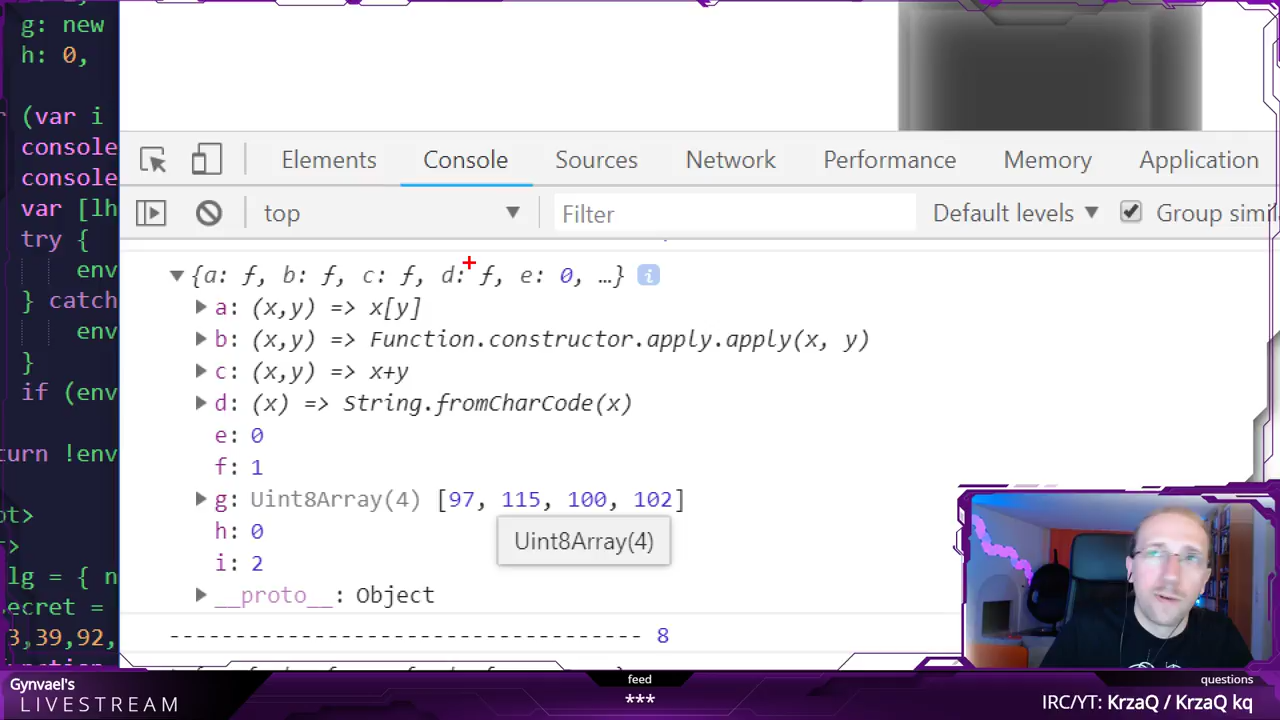 g: new
h: 0,
(var i
console
console
var [lh
try {
env
} catch
env
}
if (env
turn !env
pt>
>
lg = { n
ecret =
3,39,92,
Elements Console Sources Network Performance Memory Application
top Filter Default levels Group simi
{a: f, b: f, c: f, d: f, e: 0, …}
a: (x,y) => x[y]
b: (x,y) => Function.constructor.apply.apply(x, y)
c: (x,y) => x+y
d: (x) => String.fromCharCode(x)
e: 0
f: 1
g: Uint8Array(4) [97, 115, 100, 102]
Uint8Array(4)
h: 0
i: 2
__proto__: Object
------------------------------------ 8
Gynvael's
LIVESTREAM
feed
***
questions
IRC/YT: KrzaQ / KrzaQ kq